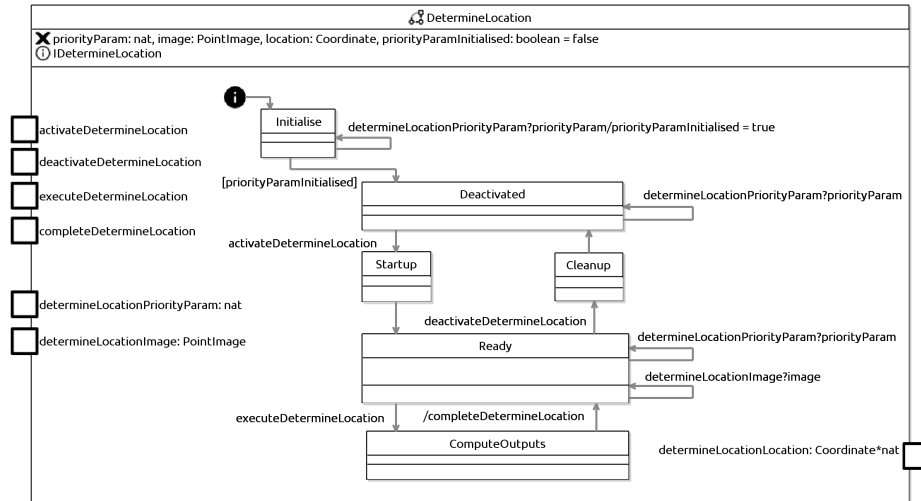 DetermineLocation
priorityParam: nat, image: PointImage, location: Coordinate, priorityParamInitialised: boolean = false
IDetermineLocation
i
Initialise
determineLocationPriorityParam?priorityParam/priorityParamInitialised = true
activateDetermineLocation
deactivateDetermineLocation
[priorityParamInitialised]
executeDetermineLocation
Deactivated
determineLocationPriorityParam?priorityParam
completeDetermineLocation
activateDetermineLocation
Startup
Cleanup
determineLocationPriorityParam: nat
deactivateDetermineLocation
determineLocationImage: PointImage
Ready
determineLocationPriorityParam?priorityParam
determineLocationImage?image
executeDetermineLocation
/completeDetermineLocation
ComputeOutputs
determineLocationLocation: Coordinate*nat